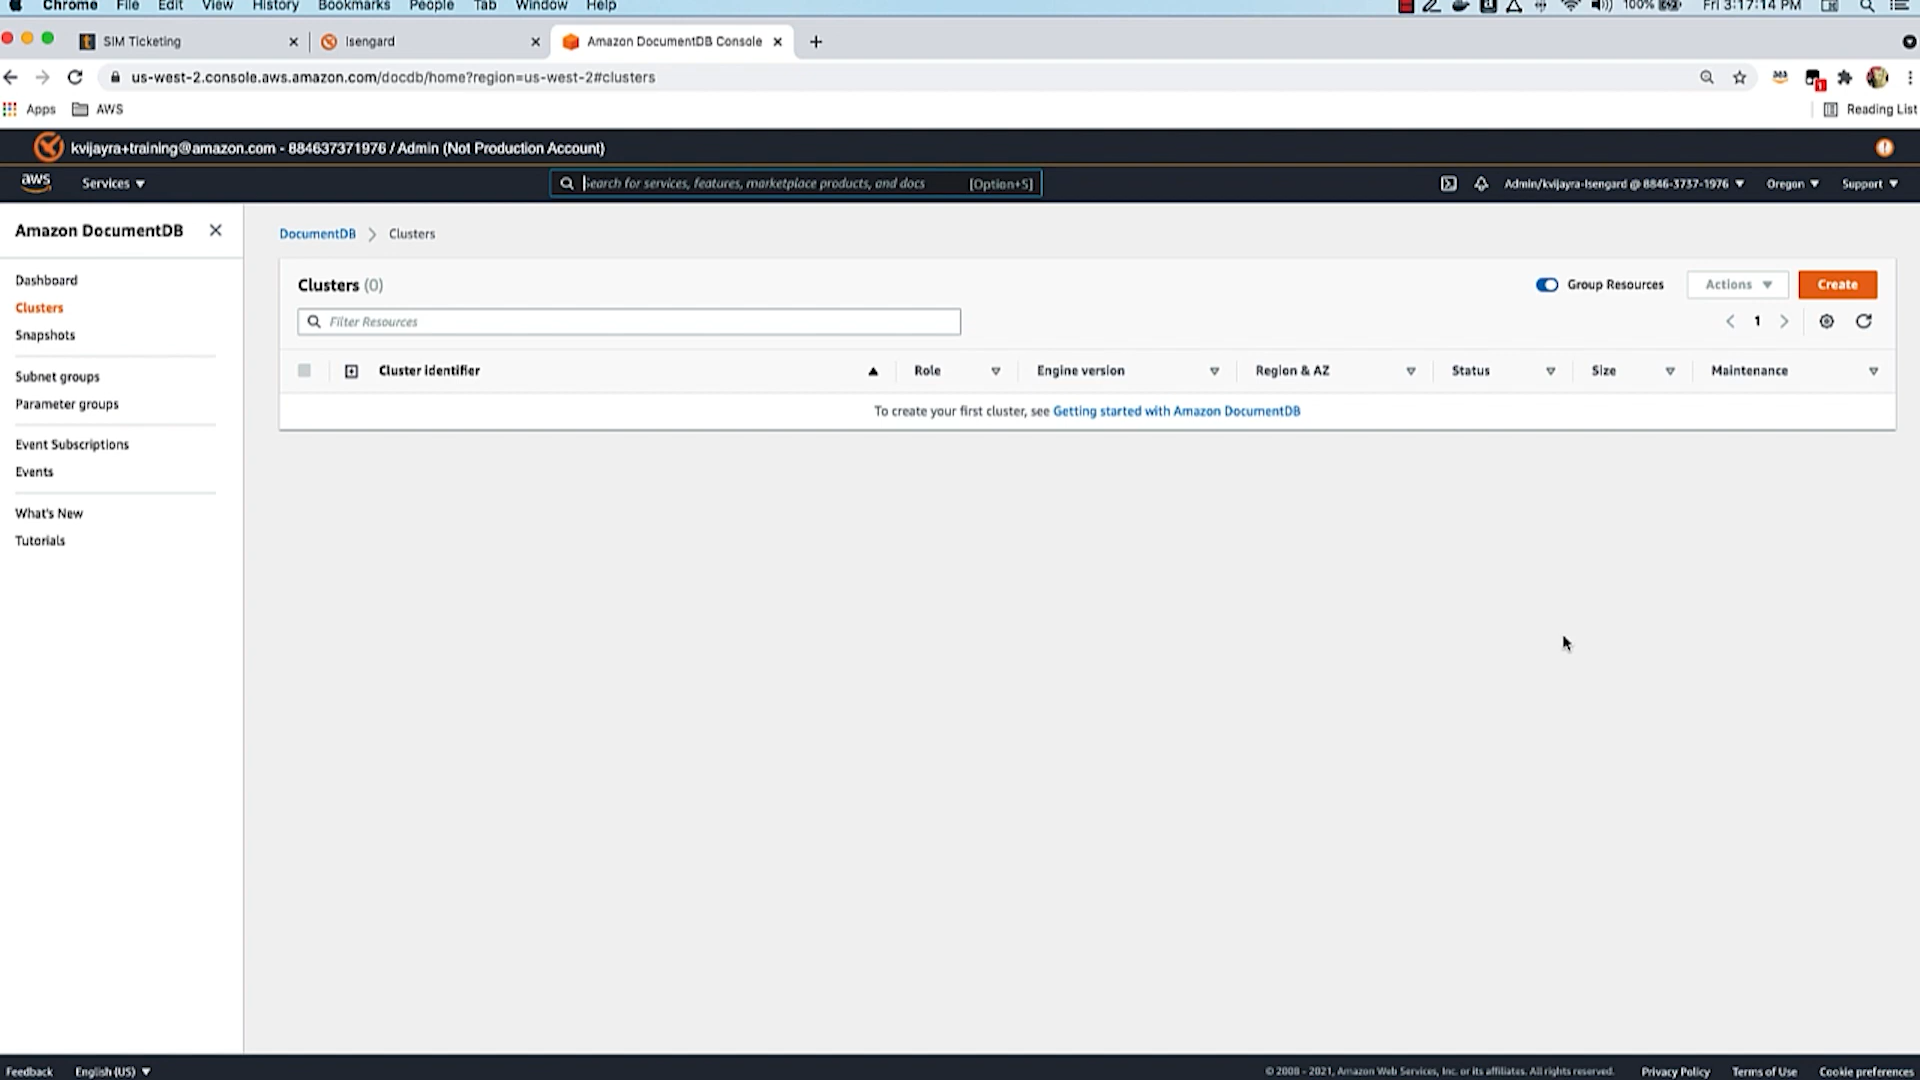 Chrome File Edit View History Bookmarks People Tab Window Help 100% Fri 3:17:14 PM
SIM Ticketing Isengard Amazon DocumentDB Console
us-west-2.console.aws.amazon.com/docdb/home?region=us-west-2#clusters
Apps AWS Reading List
kvijayra+training@amazon.com - 884637371976 / Admin (Not Production Account)
aws Services Search for services, features, marketplace products, and docs [Option+S] Admin/kvijayra-Isengard @ 8846-3737-1976 Oregon Support
Amazon DocumentDB
Dashboard
Clusters
Snapshots
Subnet groups
Parameter groups
Event Subscriptions
Events
What's New
Tutorials
DocumentDB > Clusters
Clusters (0) Group Resources Actions Create
Filter Resources 1
Cluster identifier Role Engine version Region & AZ Status Size Maintenance
To create your first cluster, see Getting started with Amazon DocumentDB
Feedback English (US) © 2008 - 2021, Amazon Web Services, Inc. or its affiliates. All rights reserved. Privacy Policy Terms of Use Cookie preferences